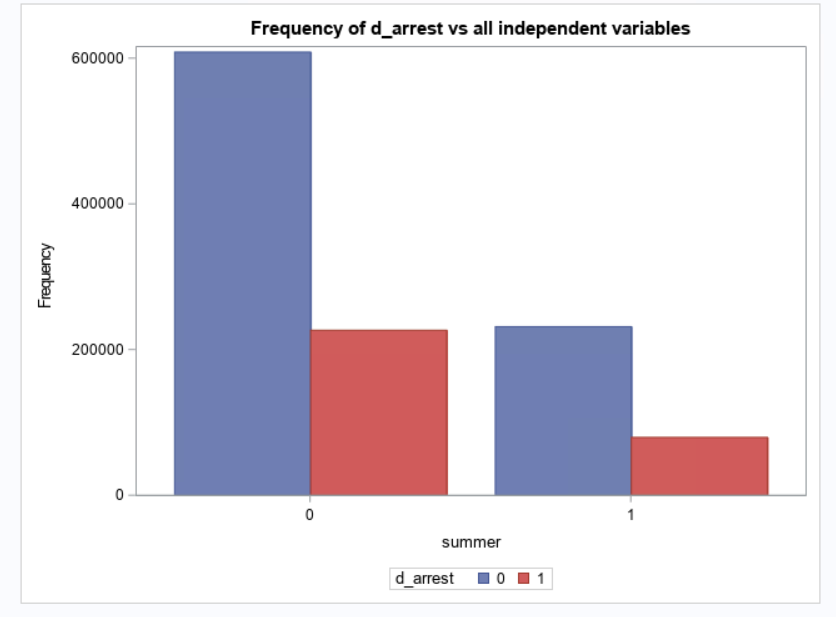 Frequency of d_arrest vs all independent variables
600000
400000
200000
0
Frequency
0 1
summer
d_arrest 0 1